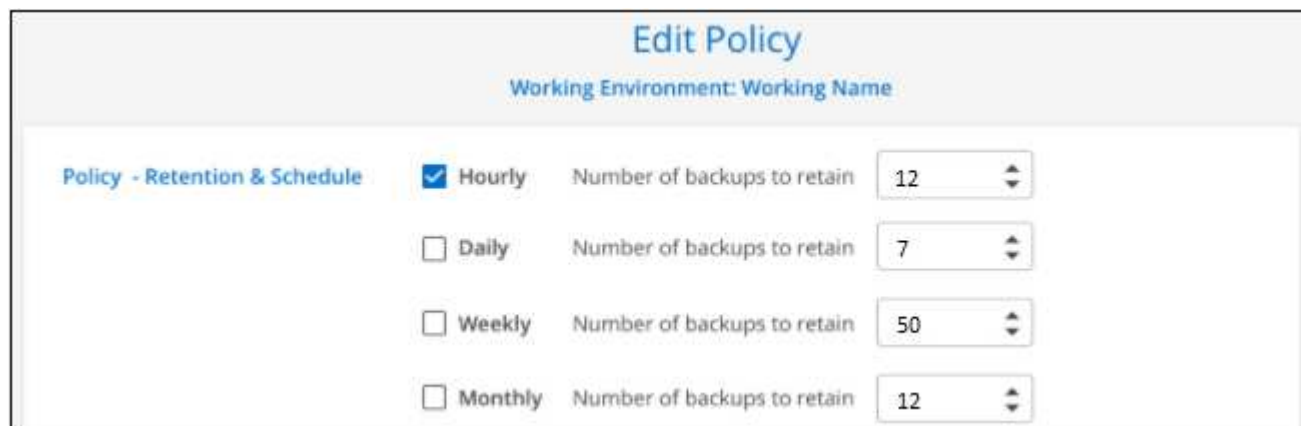 Edit Policy
Working Environment: Working Name
Policy - Retention & Schedule Hourly Number of backups to retain 12
Daily Number of backups to retain 7
Weekly Number of backups to retain 50
Monthly Number of backups to retain 12